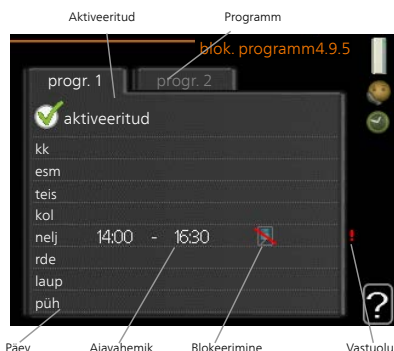 Aktiveeritud Programm
blok. programm4.9.5
progr. 1 progr. 2
aktiveeritud
kk
esm
teis
kol
nelj 14:00 - 16:30
rde
laup
püh
?
Päev Ajavahemik Blokeerimine Vastuolu